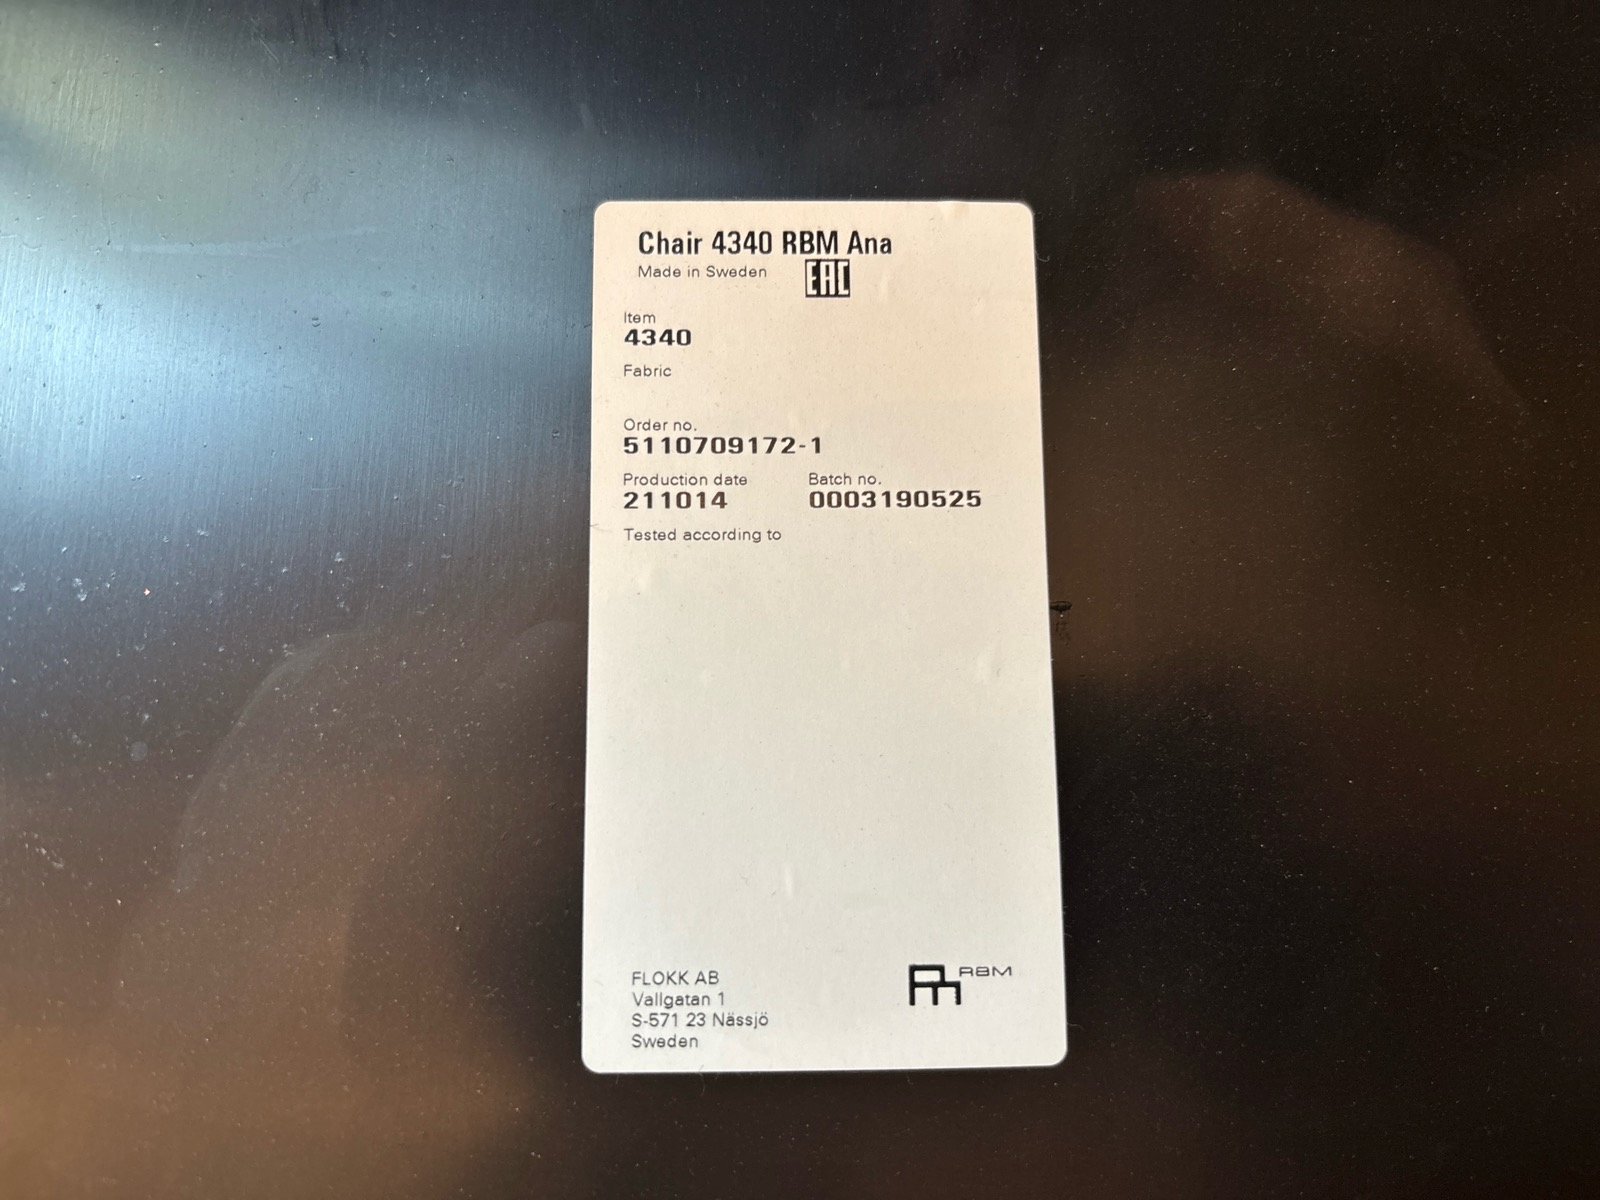 Chair 4340 RBM Ana
Made in Sweden EAC
Item
4340
Fabric
Order no.
5110709172-1
Production date Batch no.
211014 0003190525
Tested according to
FLOKK AB
Vallgatan 1
S-571 23 Nässjö
Sweden
RBM